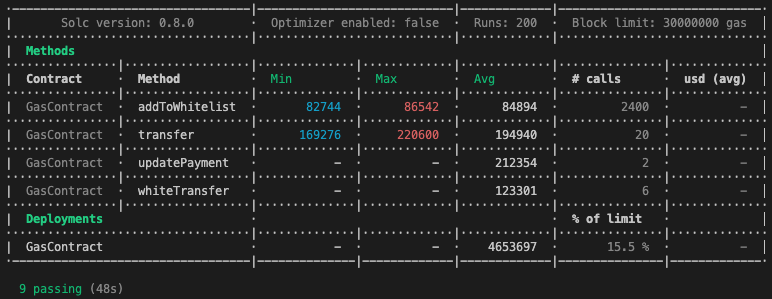 Solc version: 0.8.0 · Optimizer enabled: false · Runs: 200 · Block limit: 30000000 gas
Methods
Contract · Method · Min · Max · Avg · # calls · usd (avg)
GasContract · addToWhitelist · 82744 · 86542 · 84894 · 2400 · -
GasContract · transfer · 169276 · 220600 · 194940 · 20 · -
GasContract · updatePayment · - · - · 212354 · 2 · -
GasContract · whiteTransfer · - · - · 123301 · 6 · -
Deployments · % of limit
GasContract · - · - · 4653697 · 15.5 % · -
9 passing (48s)